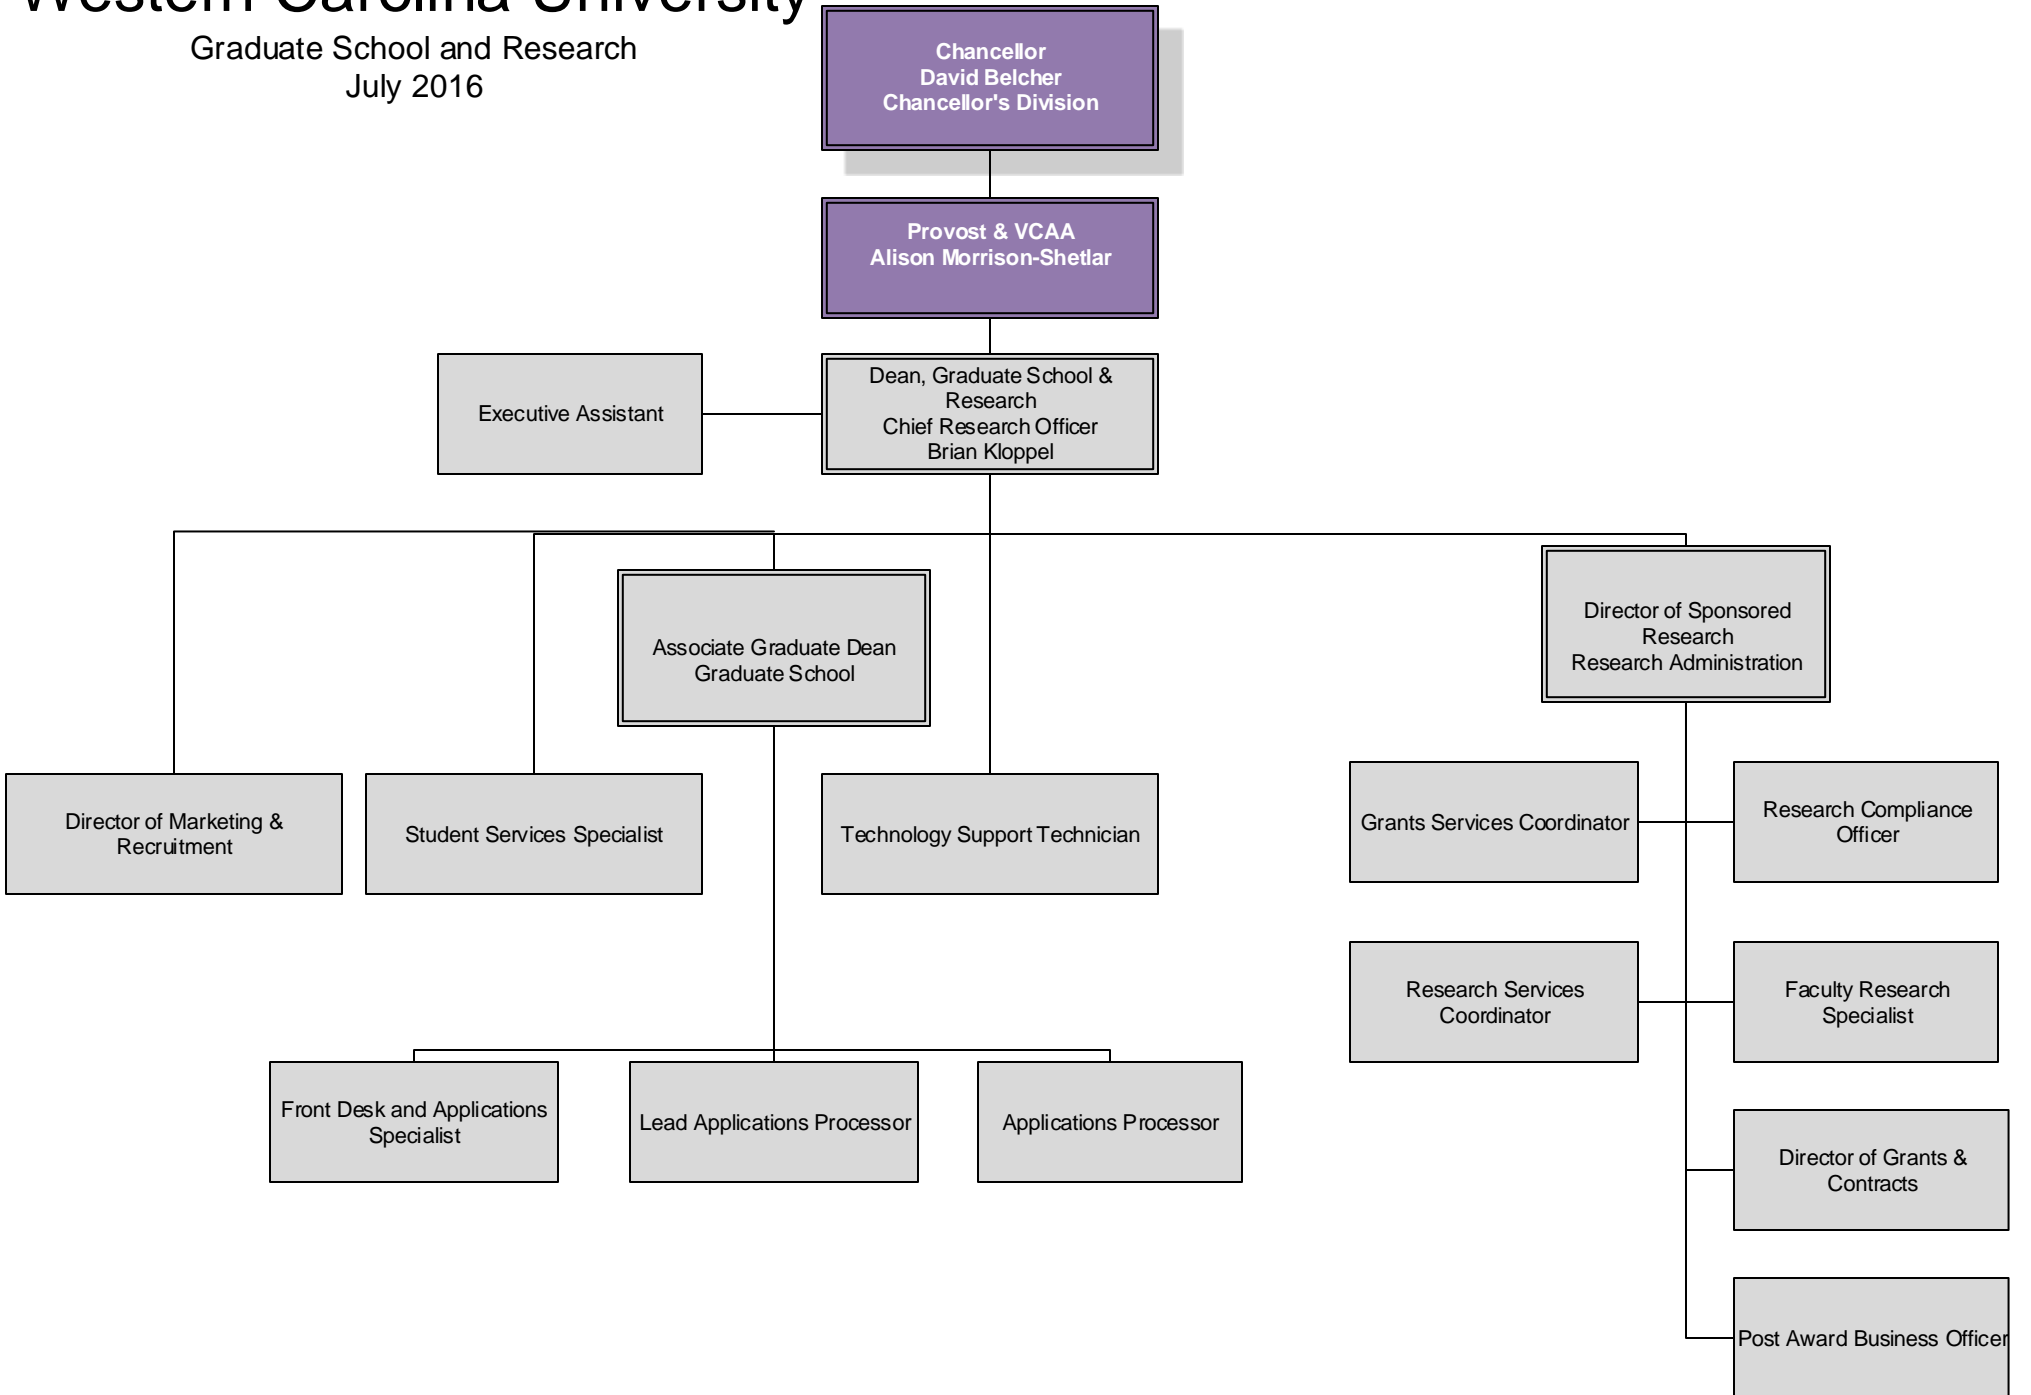 Western Carolina University
Graduate School and Research
July 2016
Chancellor
David Belcher
Chancellor's Division
Provost & VCAA
Alison Morrison-Shetlar
Executive Assistant
Dean, Graduate School &
Research
Chief Research Officer
Brian Kloppel
Associate Graduate Dean
Graduate School
Director of Sponsored
Research
Research Administration
Director of Marketing &
Recruitment
Student Services Specialist
Technology Support Technician
Grants Services Coordinator
Research Compliance
Officer
Research Services
Coordinator
Faculty Research
Specialist
Front Desk and Applications
Specialist
Lead Applications Processor
Applications Processor
Director of Grants &
Contracts
Post Award Business Officer